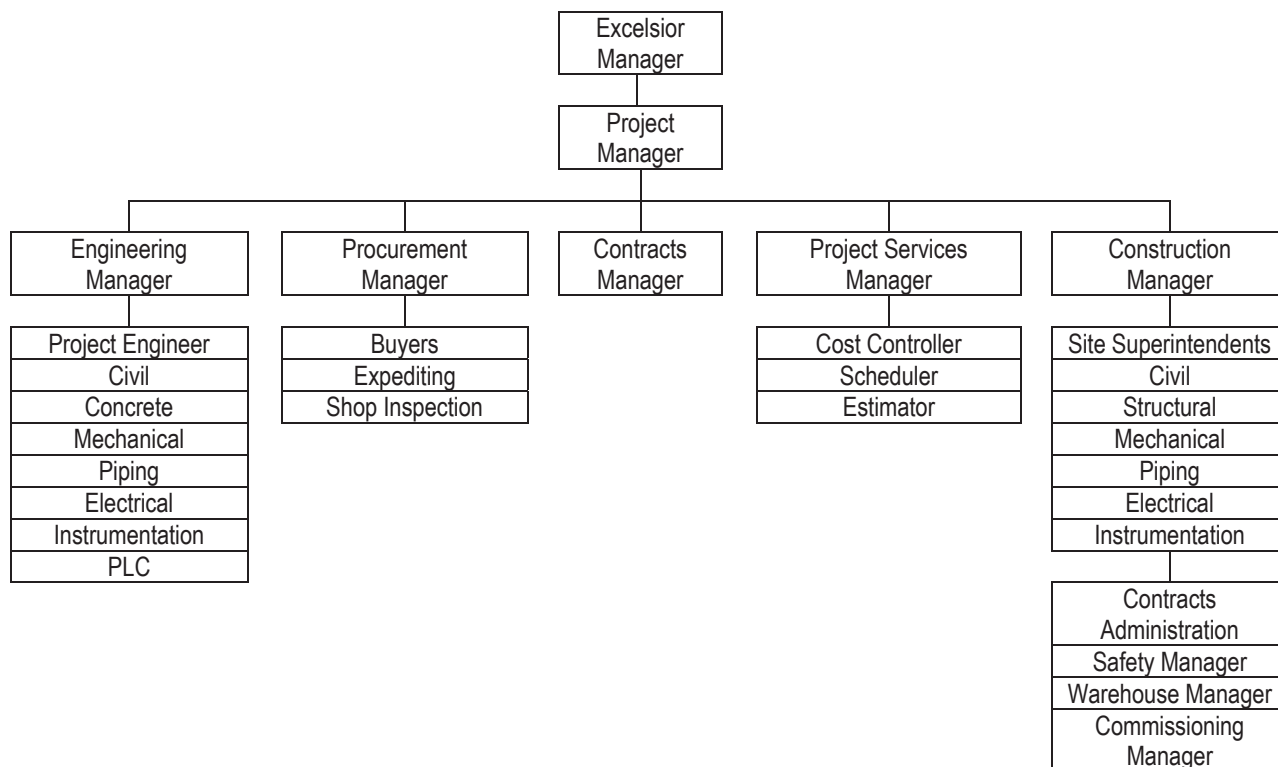 Excelsior
Manager
Project
Manager
Engineering
Manager
Procurement
Manager
Contracts
Manager
Project Services
Manager
Construction
Manager
Project Engineer
Civil
Concrete
Mechanical
Piping
Electrical
Instrumentation
PLC
Buyers
Expediting
Shop Inspection
Cost Controller
Scheduler
Estimator
Site Superintendents
Civil
Structural
Mechanical
Piping
Electrical
Instrumentation
Contracts
Administration
Safety Manager
Warehouse Manager
Commissioning
Manager